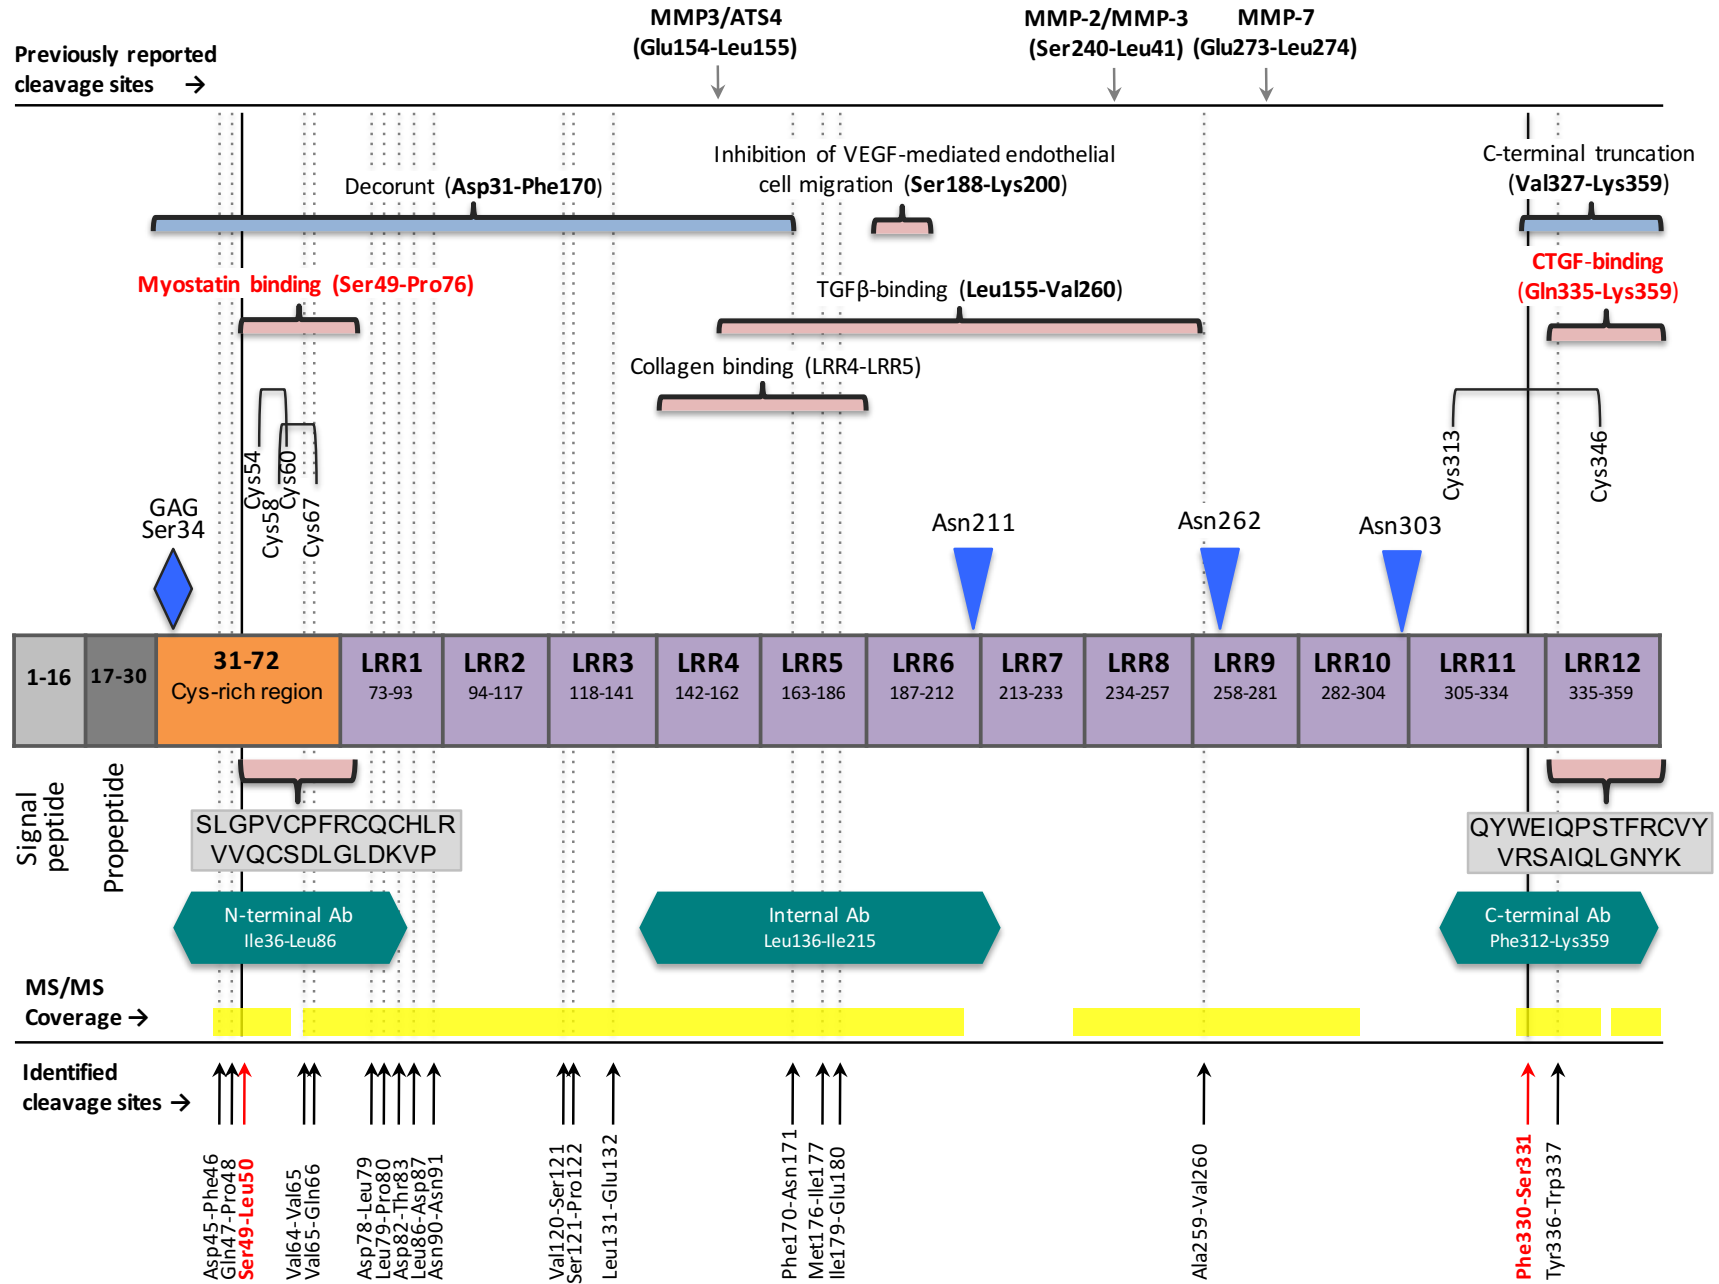 MMP3/ATS4
(Glu154-Leu155)
MMP-2/MMP-3
(Ser240-Leu41)
MMP-7
(Glu273-Leu274)
Previously reported
cleavage sites →
Decorunt (Asp31-Phe170)
Inhibition of VEGF-mediated endothelial
cell migration (Ser188-Lys200)
C-terminal truncation
(Val327-Lys359)
Myostatin binding (Ser49-Pro76)
TGFβ-binding (Leu155-Val260)
CTGF-binding
(Gln335-Lys359)
Collagen binding (LRR4-LRR5)
Cys54
Cys58
Cys60
Cys67
Cys313
Cys346
GAG
Ser34
Asn211
Asn262
Asn303
1-16
17-30
31-72
Cys-rich region
LRR1
73-93
LRR2
94-117
LRR3
118-141
LRR4
142-162
LRR5
163-186
LRR6
187-212
LRR7
213-233
LRR8
234-257
LRR9
258-281
LRR10
282-304
LRR11
305-334
LRR12
335-359
Signal
peptide
Propeptide
SLGPVCPFRCQCHLR
VVQCSDLGLDKVP
QYWEIQPSTFRCVY
VRSAIQLGNYK
N-terminal Ab
Ile36-Leu86
Internal Ab
Leu136-Ile215
C-terminal Ab
Phe312-Lys359
MS/MS
Coverage →
Identified
cleavage sites →
Asp45-Phe46
Gln47-Pro48
Ser49-Leu50
Val64-Val65
Val65-Gln66
Asp78-Leu79
Leu79-Pro80
Asp82-Thr83
Leu86-Asp87
Asn90-Asn91
Val120-Ser121
Ser121-Pro122
Leu131-Glu132
Phe170-Asn171
Met176-Ile177
Ile179-Glu180
Ala259-Val260
Phe330-Ser331
Tyr336-Trp337